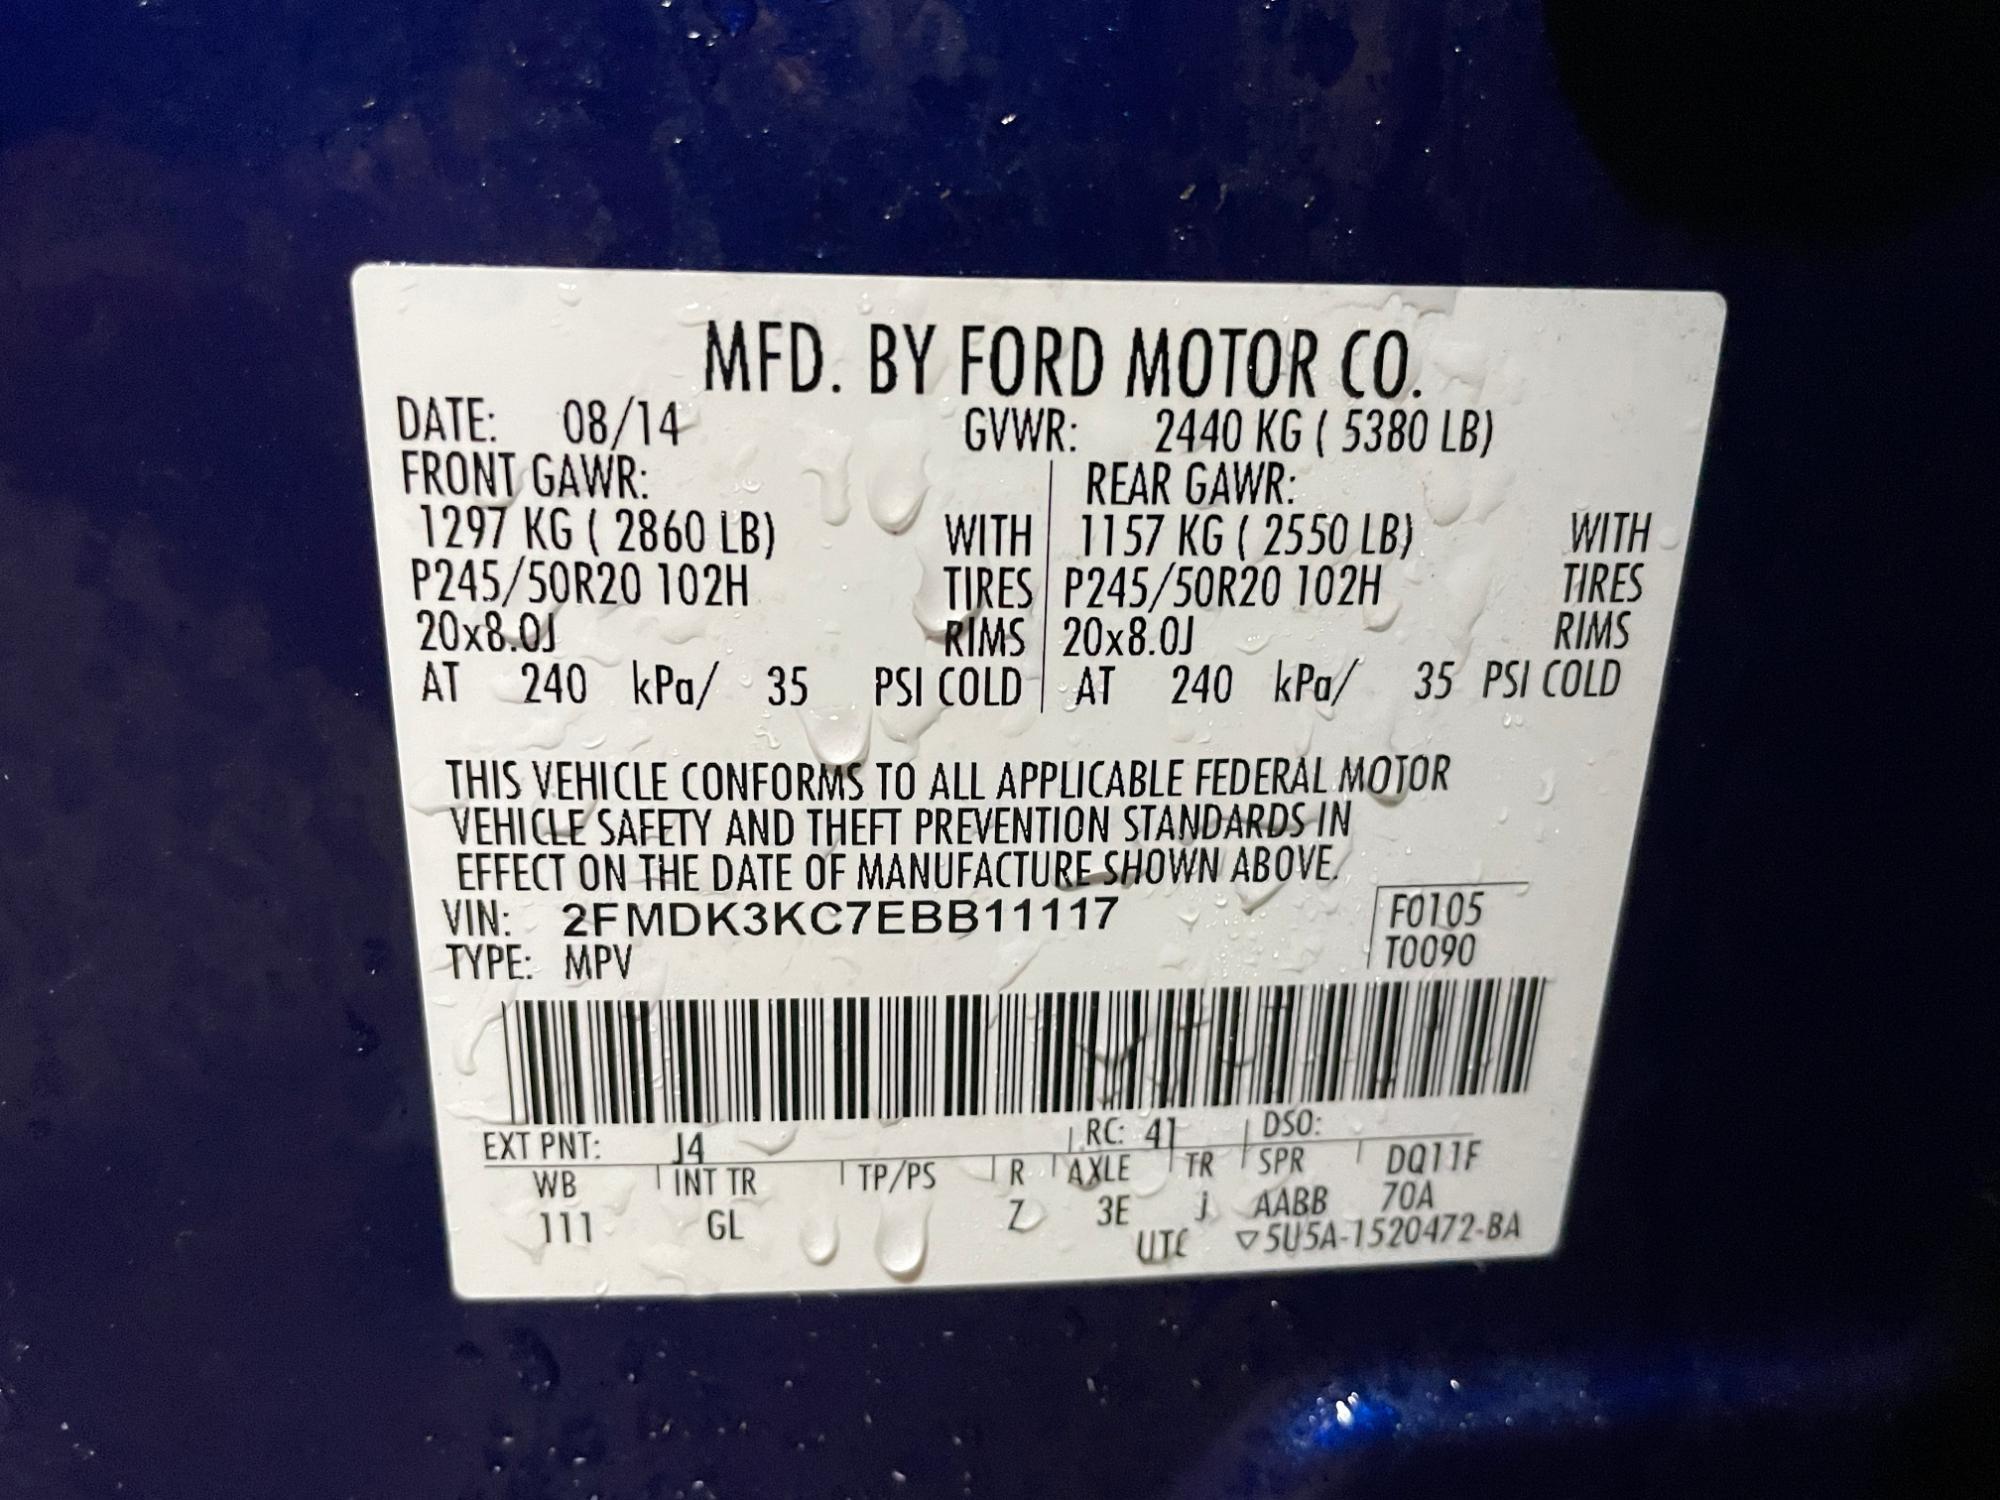 MFD. BY FORD MOTOR CO.
DATE: 08/14 GVWR: 2440 KG ( 5380 LB)
FRONT GAWR: REAR GAWR:
1297 KG ( 2860 LB) WITH 1157 KG ( 2550 LB) WITH
P245/50R20 102H TIRES P245/50R20 102H TIRES
20x8.0J RIMS 20x8.0J RIMS
AT 240 kPa/ 35 PSI COLD AT 240 kPa/ 35 PSI COLD
THIS VEHICLE CONFORMS TO ALL APPLICABLE FEDERAL MOTOR
VEHICLE SAFETY AND THEFT PREVENTION STANDARDS IN
EFFECT ON THE DATE OF MANUFACTURE SHOWN ABOVE.
VIN: 2FMDK3KC7EBB11117 F0105
TYPE: MPV T0090
EXT PNT: J4 RC: 41 DSO:
WB INT TR TP/PS R AXLE TR SPR DQ11F
111 GL Z 3E J AABB 70A
UTC ▽5U5A-1520472-BA